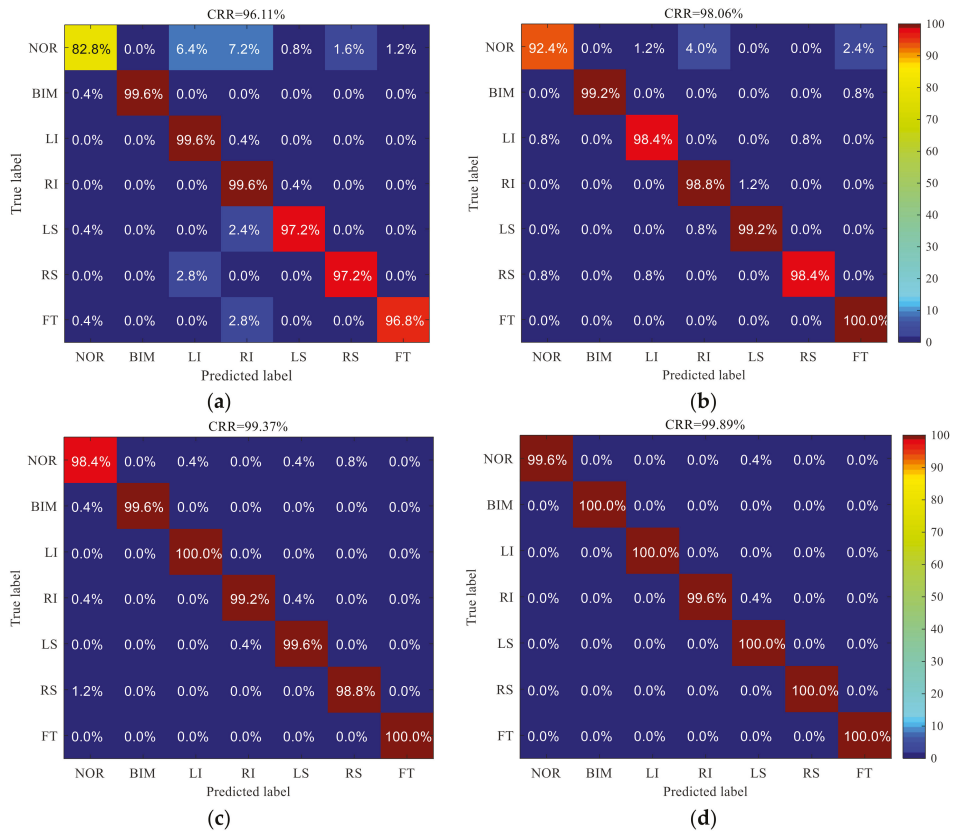 CRR=96.11%
True label
NOR 82.8% 0.0% 6.4% 7.2% 0.8% 1.6% 1.2%
BIM 0.4% 99.6% 0.0% 0.0% 0.0% 0.0% 0.0%
LI 0.0% 0.0% 99.6% 0.4% 0.0% 0.0% 0.0%
RI 0.0% 0.0% 0.0% 99.6% 0.4% 0.0% 0.0%
LS 0.4% 0.0% 0.0% 2.4% 97.2% 0.0% 0.0%
RS 0.0% 0.0% 2.8% 0.0% 0.0% 97.2% 0.0%
FT 0.4% 0.0% 0.0% 2.8% 0.0% 0.0% 96.8%
NOR BIM LI RI LS RS FT
Predicted label
(a)
CRR=98.06%
True label
NOR 92.4% 0.0% 1.2% 4.0% 0.0% 0.0% 2.4%
BIM 0.0% 99.2% 0.0% 0.0% 0.0% 0.0% 0.8%
LI 0.8% 0.0% 98.4% 0.0% 0.0% 0.8% 0.0%
RI 0.0% 0.0% 0.0% 98.8% 1.2% 0.0% 0.0%
LS 0.0% 0.0% 0.0% 0.8% 99.2% 0.0% 0.0%
RS 0.8% 0.0% 0.8% 0.0% 0.0% 98.4% 0.0%
FT 0.0% 0.0% 0.0% 0.0% 0.0% 0.0% 100.0%
NOR BIM LI RI LS RS FT
Predicted label
100
90
80
70
60
50
40
30
20
10
0
(b)
CRR=99.37%
True label
NOR 98.4% 0.0% 0.4% 0.0% 0.4% 0.8% 0.0%
BIM 0.4% 99.6% 0.0% 0.0% 0.0% 0.0% 0.0%
LI 0.0% 0.0% 100.0% 0.0% 0.0% 0.0% 0.0%
RI 0.4% 0.0% 0.0% 99.2% 0.4% 0.0% 0.0%
LS 0.0% 0.0% 0.0% 0.4% 99.6% 0.0% 0.0%
RS 1.2% 0.0% 0.0% 0.0% 0.0% 98.8% 0.0%
FT 0.0% 0.0% 0.0% 0.0% 0.0% 0.0% 100.0%
NOR BIM LI RI LS RS FT
Predicted label
(c)
CRR=99.89%
True label
NOR 99.6% 0.0% 0.0% 0.0% 0.4% 0.0% 0.0%
BIM 0.0% 100.0% 0.0% 0.0% 0.0% 0.0% 0.0%
LI 0.0% 0.0% 100.0% 0.0% 0.0% 0.0% 0.0%
RI 0.0% 0.0% 0.0% 99.6% 0.4% 0.0% 0.0%
LS 0.0% 0.0% 0.0% 0.0% 100.0% 0.0% 0.0%
RS 0.0% 0.0% 0.0% 0.0% 0.0% 100.0% 0.0%
FT 0.0% 0.0% 0.0% 0.0% 0.0% 0.0% 100.0%
NOR BIM LI RI LS RS FT
Predicted label
100
90
80
70
60
50
40
30
20
10
0
(d)